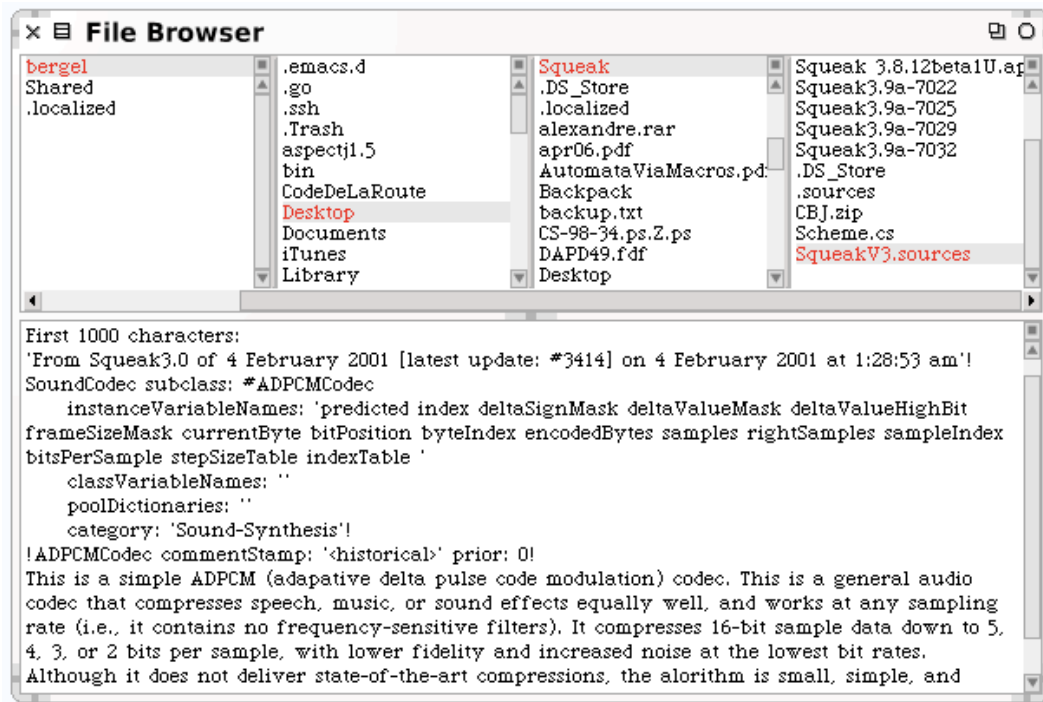 File Browser
bergel
Shared
.localized
.emacs.d
.go
.ssh
.Trash
aspectj1.5
bin
CodeDeLaRoute
Desktop
Documents
iTunes
Library
Squeak
.DS_Store
.localized
alexandre.rar
apr06.pdf
AutomataViaMacros.pd
Backpack
backup.txt
CS-98-34.ps.Z.ps
DAPD49.fdf
Desktop
Squeak 3.8.12beta1U.ap
Squeak3.9a-7022
Squeak3.9a-7025
Squeak3.9a-7029
Squeak3.9a-7032
.DS_Store
.sources
CBJ.zip
Scheme.cs
SqueakV3.sources
First 1000 characters:
'From Squeak3.0 of 4 February 2001 [latest update: #3414] on 4 February 2001 at 1:28:53 am'!
SoundCodec subclass: #ADPCMCodec
instanceVariableNames: 'predicted index deltaSignMask deltaValueMask deltaValueHighBit
frameSizeMask currentByte bitPosition byteIndex encodedBytes samples rightSamples sampleIndex
bitsPerSample stepSizeTable indexTable '
classVariableNames: ''
poolDictionaries: ''
category: 'Sound-Synthesis'!
!ADPCMCodec commentStamp: '<historical>' prior: 0!
This is a simple ADPCM (adapative delta pulse code modulation) codec. This is a general audio
codec that compresses speech, music, or sound effects equally well, and works at any sampling
rate (i.e., it contains no frequency-sensitive filters). It compresses 16-bit sample data down to 5,
4, 3, or 2 bits per sample, with lower fidelity and increased noise at the lowest bit rates.
Although it does not deliver state-of-the-art compressions, the alorithm is small, simple, and